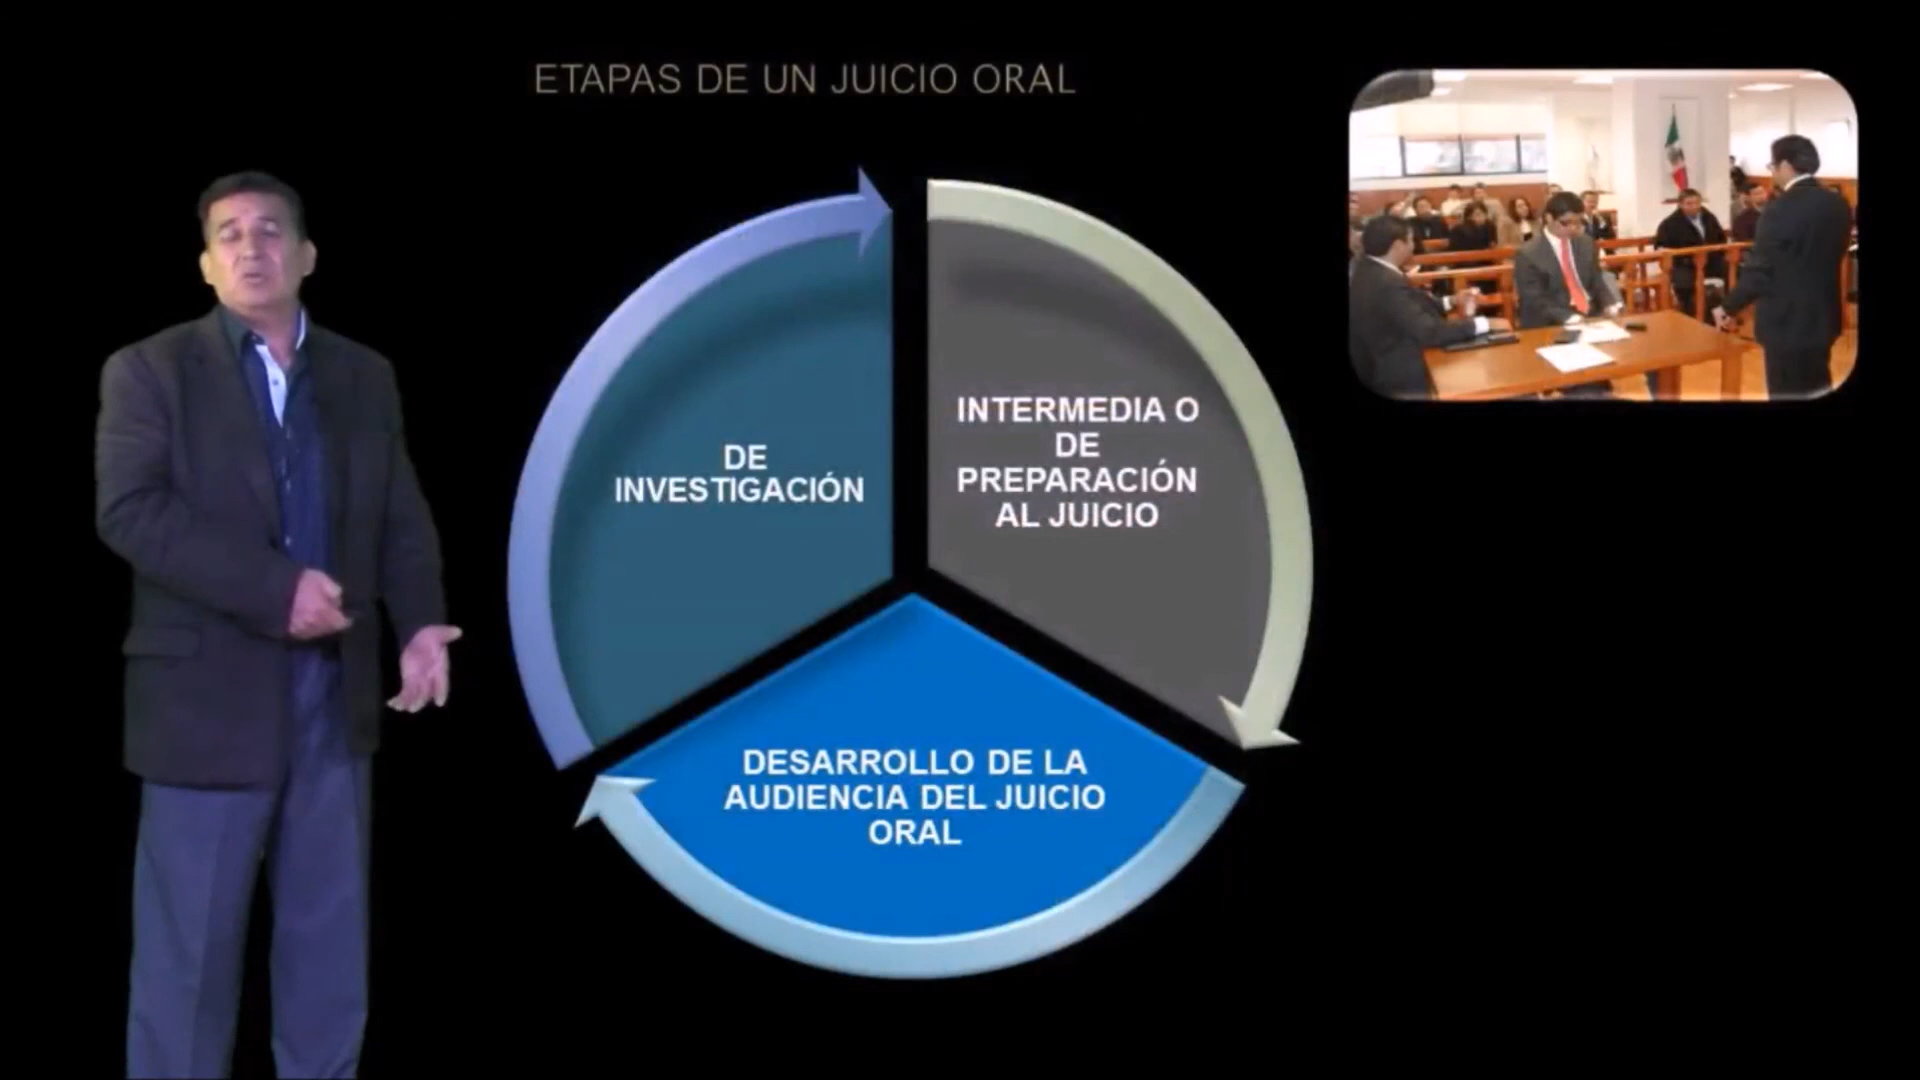 ETAPAS DE UN JUICIO ORAL
DE
INVESTIGACIÓN
INTERMEDIA O
DE
PREPARACIÓN
AL JUICIO
DESARROLLO DE LA
AUDIENCIA DEL JUICIO
ORAL